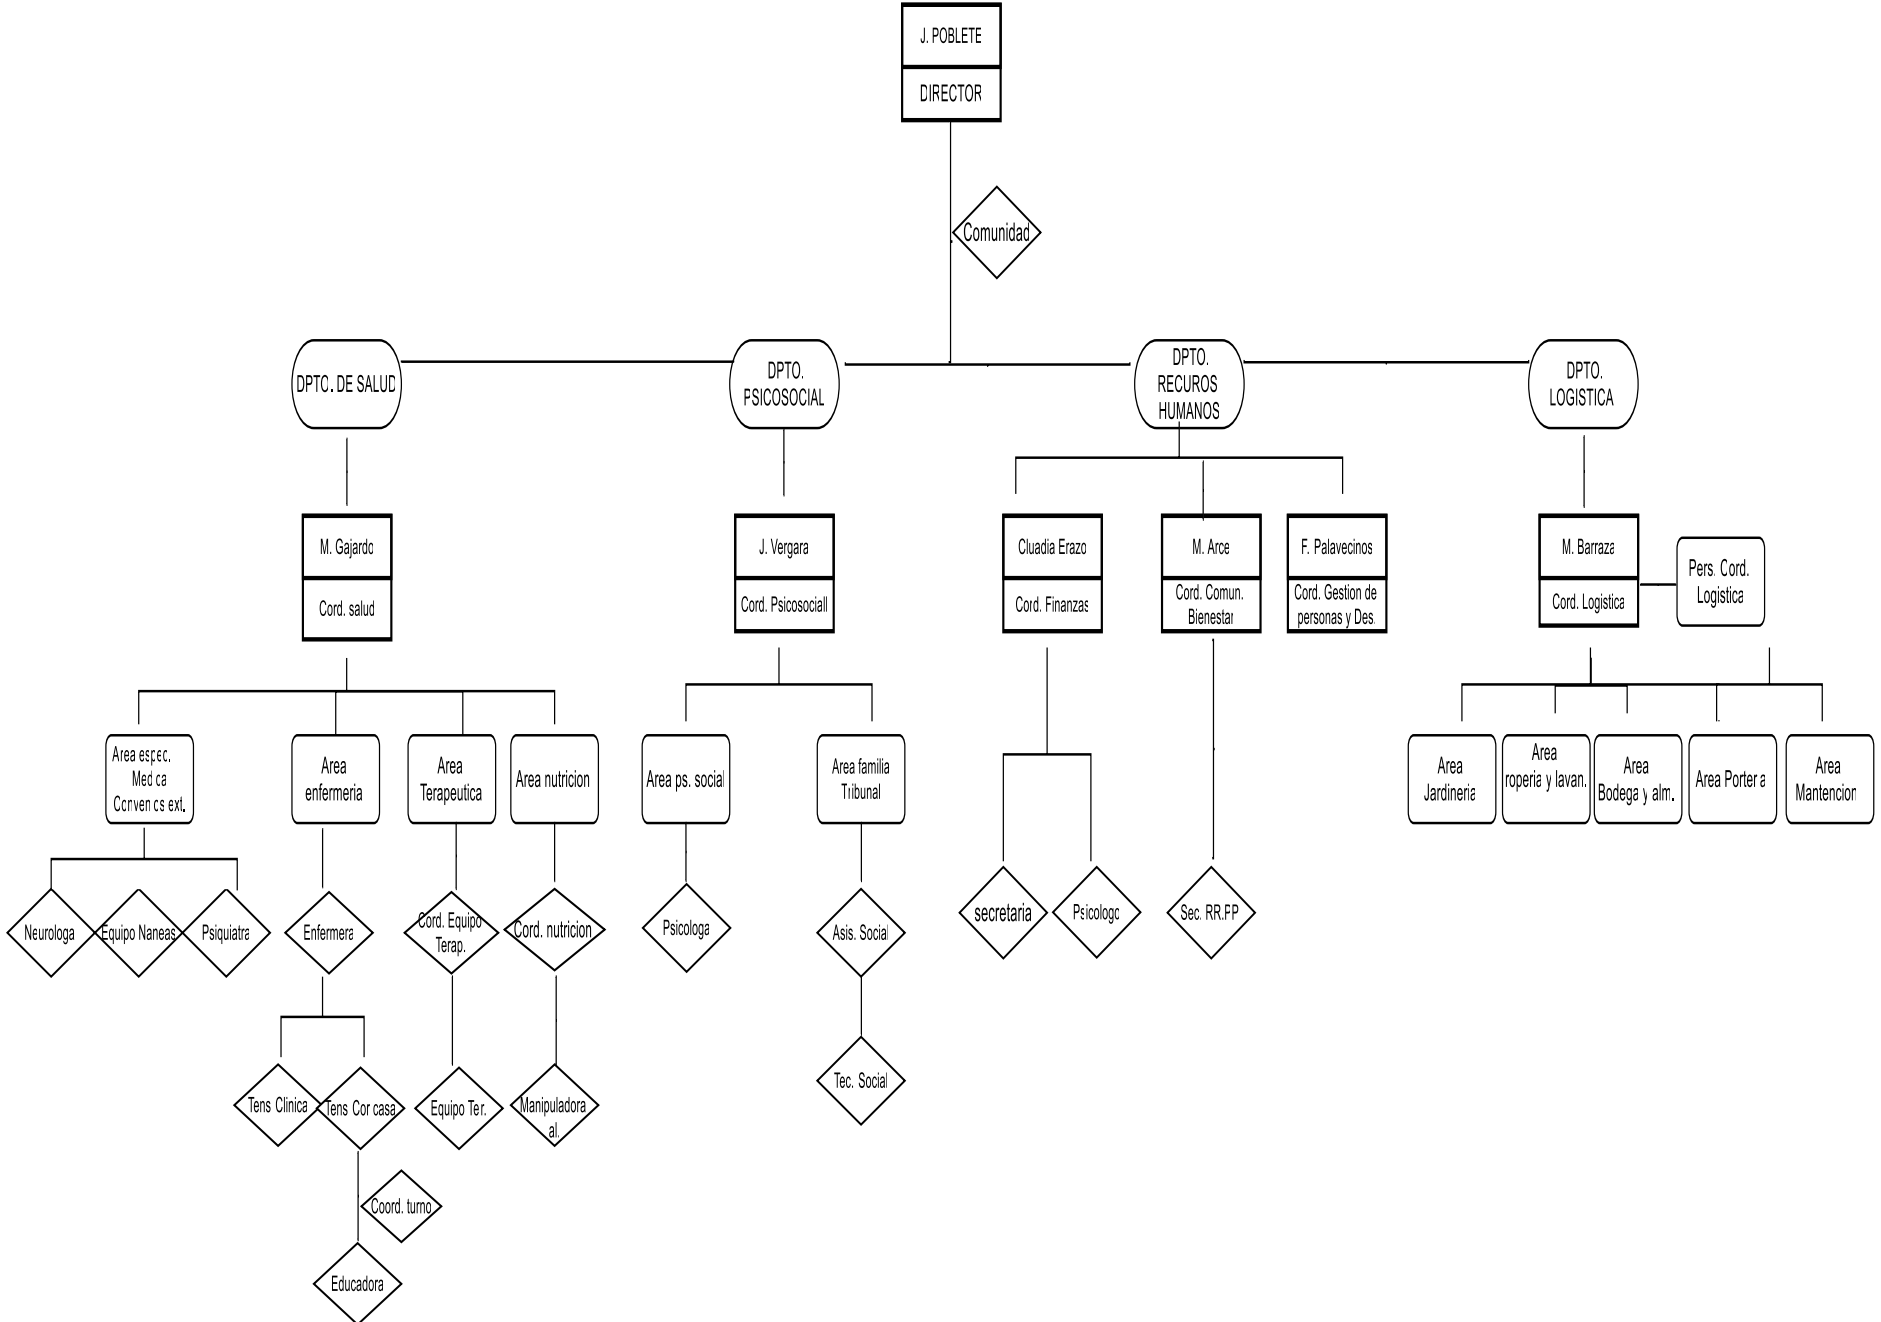 J. POBLETE
DIRECTOR
Comunidad
DPTO. DE SALUD
DPTO.
PSICOSOCIAL
DPTO.
RECUROS
HUMANOS
DPTO.
LOGISTICA
M. Gajardo
Cord. salud
J. Vergara
Cord. Psicosociall
Cluadia Erazo
Cord. Finanzas
M. Arce
Cord. Comun.
Bienestar
F. Palavecinos
Cord. Gestion de
personas y Des.
M. Barraza
Cord. Logistica
Pers. Cord.
Logistica
Area espec.
Medica
Convenios ext.
Area
enfermeria
Area
Terapeutica
Area nutricion
Area ps. social
Area familia
Tribunal
Area
Jardineria
Area
roperia y lavan.
Area
Bodega y alm.
Area Porteria
Area
Mantencion
Neurologa
Equipo Naneas
Psiquiatra
Enfermera
Cord. Equipo
Terap.
Cord. nutricion
Psicologa
Asis. Social
secretaria
Psicologo
Sec. RR.PP
Tens Clinica
Tens Cor casa
Equipo Ter.
Manipuladora
al.
Tec. Social
Coord. turno
Educadora